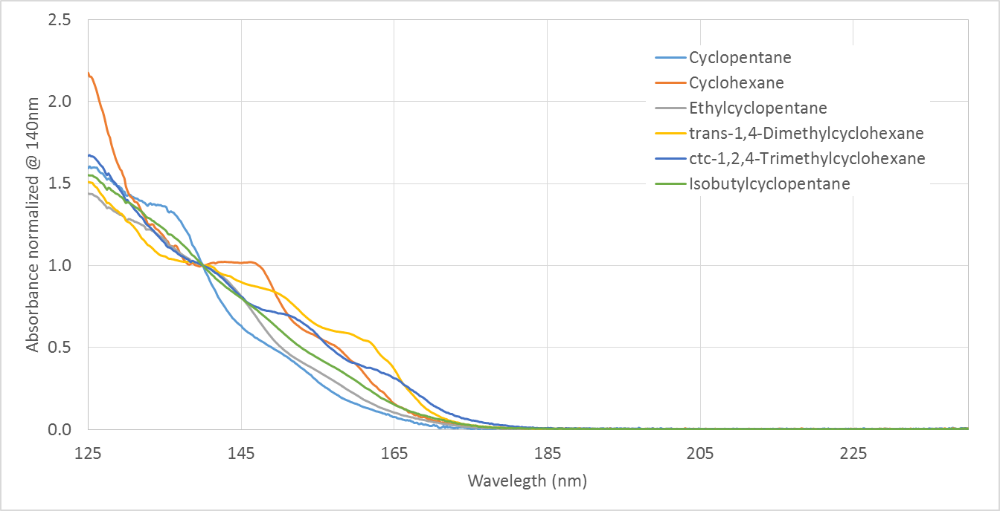 2.5
2.0
1.5
1.0
0.5
0.0
Absorbance normalized @ 140nm
Cyclopentane
Cyclohexane
Ethylcyclopentane
trans-1,4-Dimethylcyclohexane
ctc-1,2,4-Trimethylcyclohexane
Isobutylcyclopentane
125 145 165 185 205 225
Wavelegth (nm)